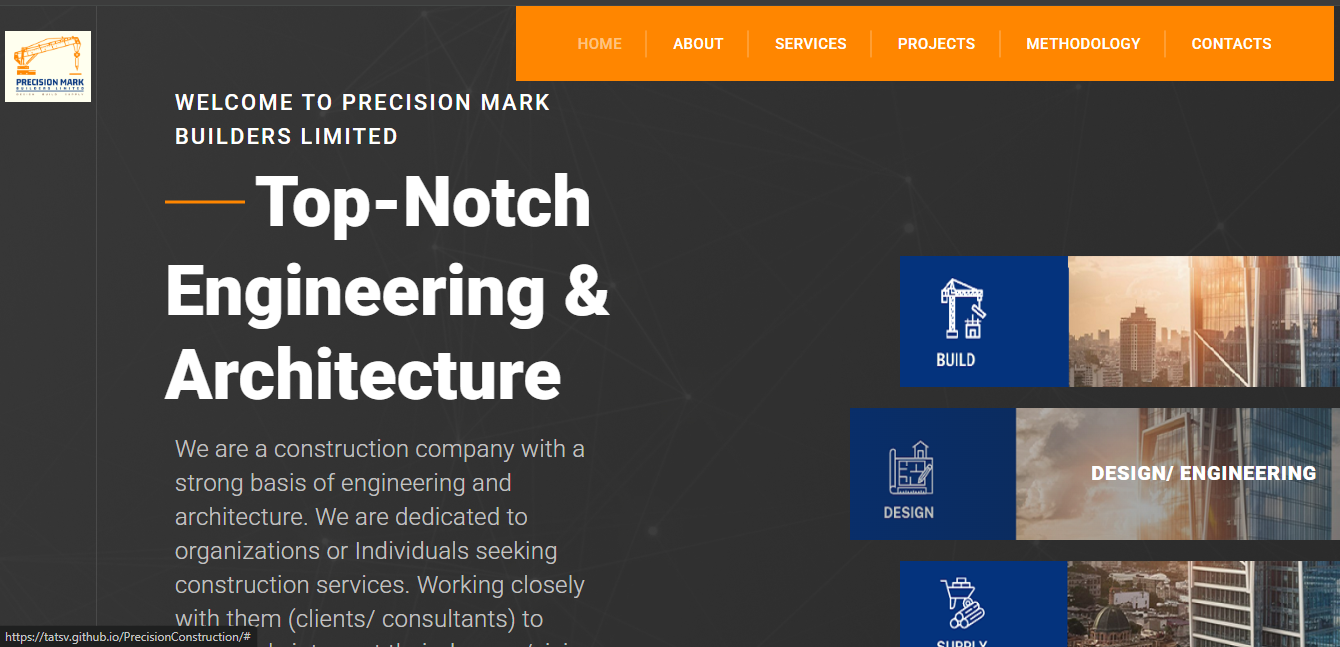 PRECISION MARK
BUILDERS LIMITED
HOME
ABOUT
SERVICES
PROJECTS
METHODOLOGY
CONTACTS
WELCOME TO PRECISION MARK
BUILDERS LIMITED
Top-Notch
Engineering &
Architecture
We are a construction company with a
strong basis of engineering and
architecture. We are dedicated to
organizations or Individuals seeking
construction services. Working closely
with them (clients/ consultants) to
BUILD
DESIGN
DESIGN/ ENGINEERING
SUPPLY
https://tatsv.github.io/PrecisionConstruction/#